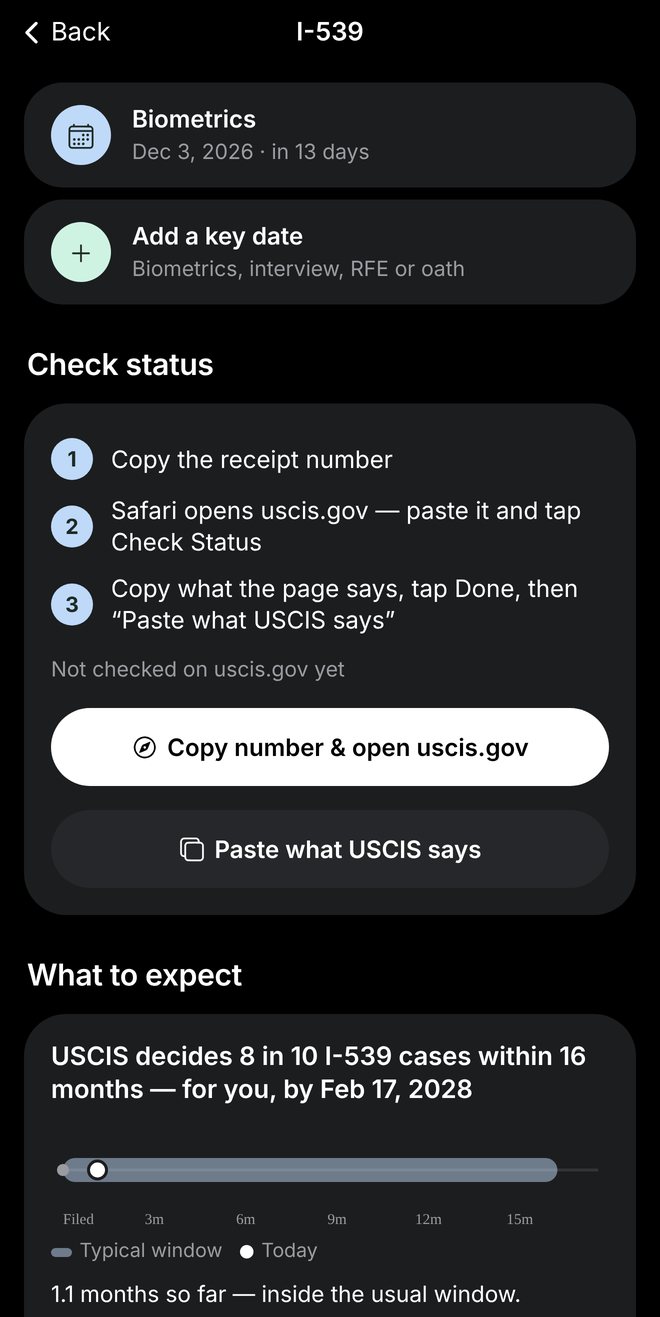 Back
I-539
Biometrics
Dec 3, 2026 · in 13 days
Add a key date
Biometrics, interview, RFE or oath
Check status
1 Copy the receipt number
2 Safari opens uscis.gov — paste it and tap
Check Status
3 Copy what the page says, tap Done, then
“Paste what USCIS says”
Not checked on uscis.gov yet
Copy number & open uscis.gov
Paste what USCIS says
What to expect
USCIS decides 8 in 10 I-539 cases within 16
months — for you, by Feb 17, 2028
Filed 3m 6m 9m 12m 15m
Typical window Today
1.1 months so far — inside the usual window.